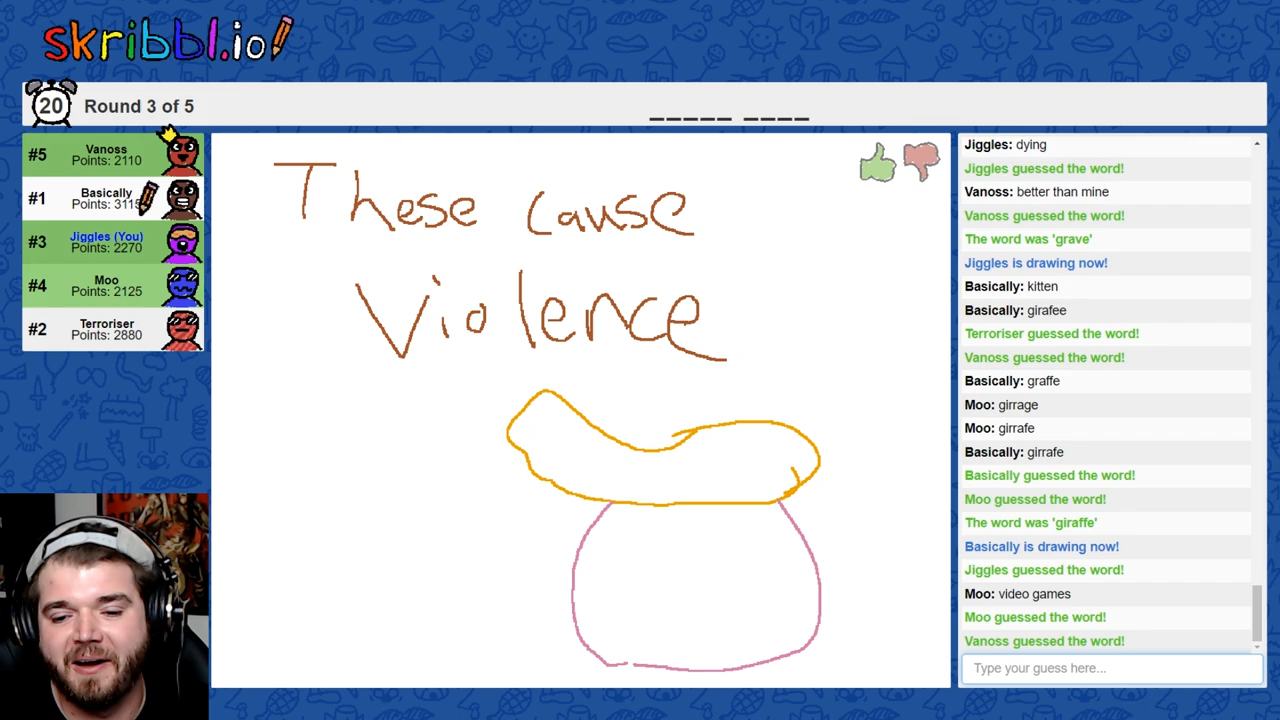 skribbl.io
20 Round 3 of 5
_____ ____
#5 Vanoss
Points: 2110
#1 Basically
Points: 3115
#3 Jiggles (You)
Points: 2270
#4 Moo
Points: 2125
#2 Terroriser
Points: 2880
These cause
Violence
Jiggles: dying
Jiggles guessed the word!
Vanoss: better than mine
Vanoss guessed the word!
The word was 'grave'
Jiggles is drawing now!
Basically: kitten
Basically: girafee
Terroriser guessed the word!
Vanoss guessed the word!
Basically: graffe
Moo: girrage
Moo: girrafe
Basically: girrafe
Basically guessed the word!
Moo guessed the word!
The word was 'giraffe'
Basically is drawing now!
Jiggles guessed the word!
Moo: video games
Moo guessed the word!
Vanoss guessed the word!
Type your guess here...